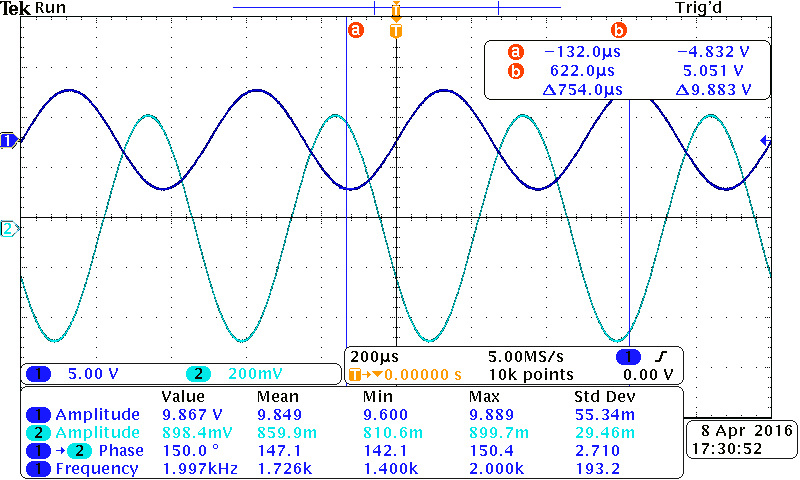 Tek Run Trig'd
T
a T b
a −132.0µs −4.832 V
b 622.0µs 5.051 V
Δ754.0µs Δ9.883 V
1
2
200µs 5.00MS/s 1 ʃ
1 5.00 V 2 200mV T→▼0.00000 s 10k points 0.00 V
Value Mean Min Max Std Dev
1 Amplitude 9.867 V 9.849 9.600 9.889 55.34m
2 Amplitude 898.4mV 859.9m 810.6m 899.7m 29.46m
1 → 2 Phase 150.0 ° 147.1 142.1 150.4 2.710
1 Frequency 1.997kHz 1.726k 1.400k 2.000k 193.2
8 Apr 2016
17:30:52